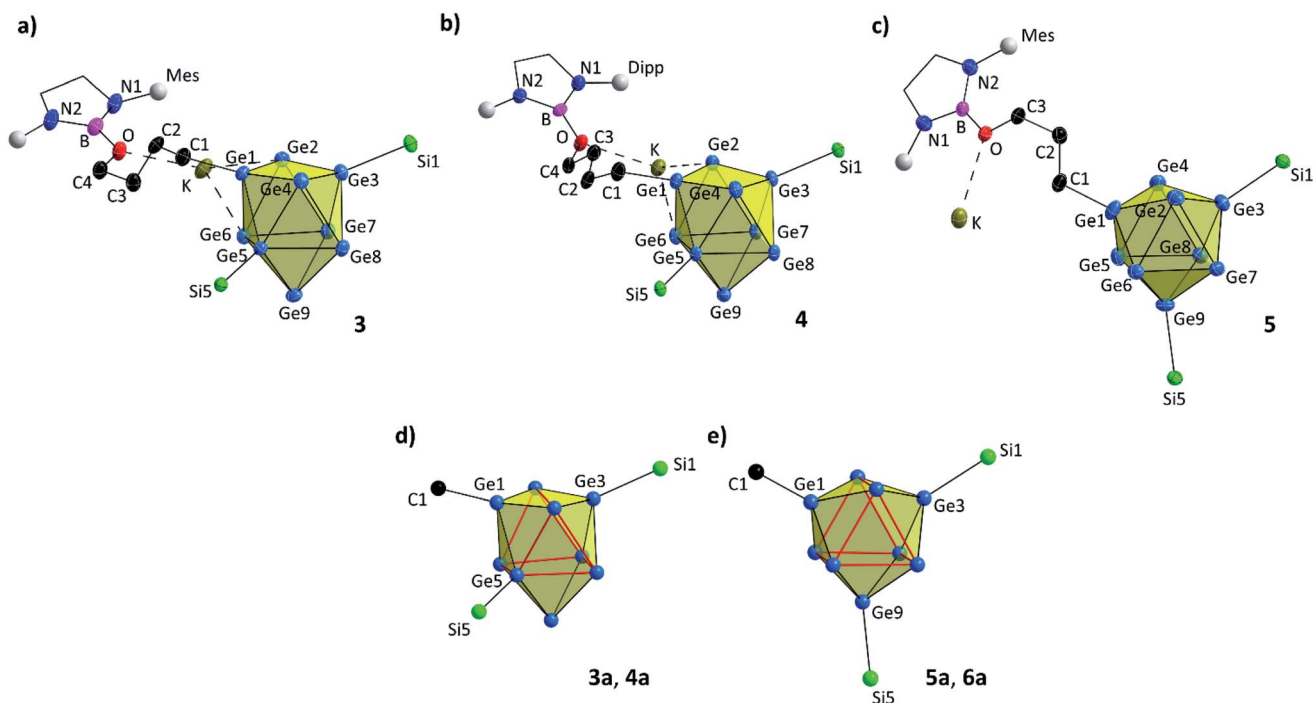 a)
Mes
N1
N2
B
O
C2
C1
C4
C3
K
Ge1
Ge2
Ge3
Ge4
Si1
Ge6
Ge5
Ge7
Ge8
Si5
Ge9
3
b)
Dipp
N1
N2
B
O
C3
C4
C2
C1
K
Ge1
Ge2
Ge4
Ge3
Si1
Ge6
Ge5
Ge7
Ge8
Si5
Ge9
4
c)
Mes
N2
N1
B
O
C3
C2
C1
K
Ge4
Ge1
Ge2
Ge3
Si1
Ge8
Ge5
Ge6
Ge7
Ge9
Si5
5
d)
C1
Ge1
Ge3
Si1
Ge5
Si5
3a, 4a
e)
C1
Ge1
Ge3
Si1
Ge9
Si5
5a, 6a